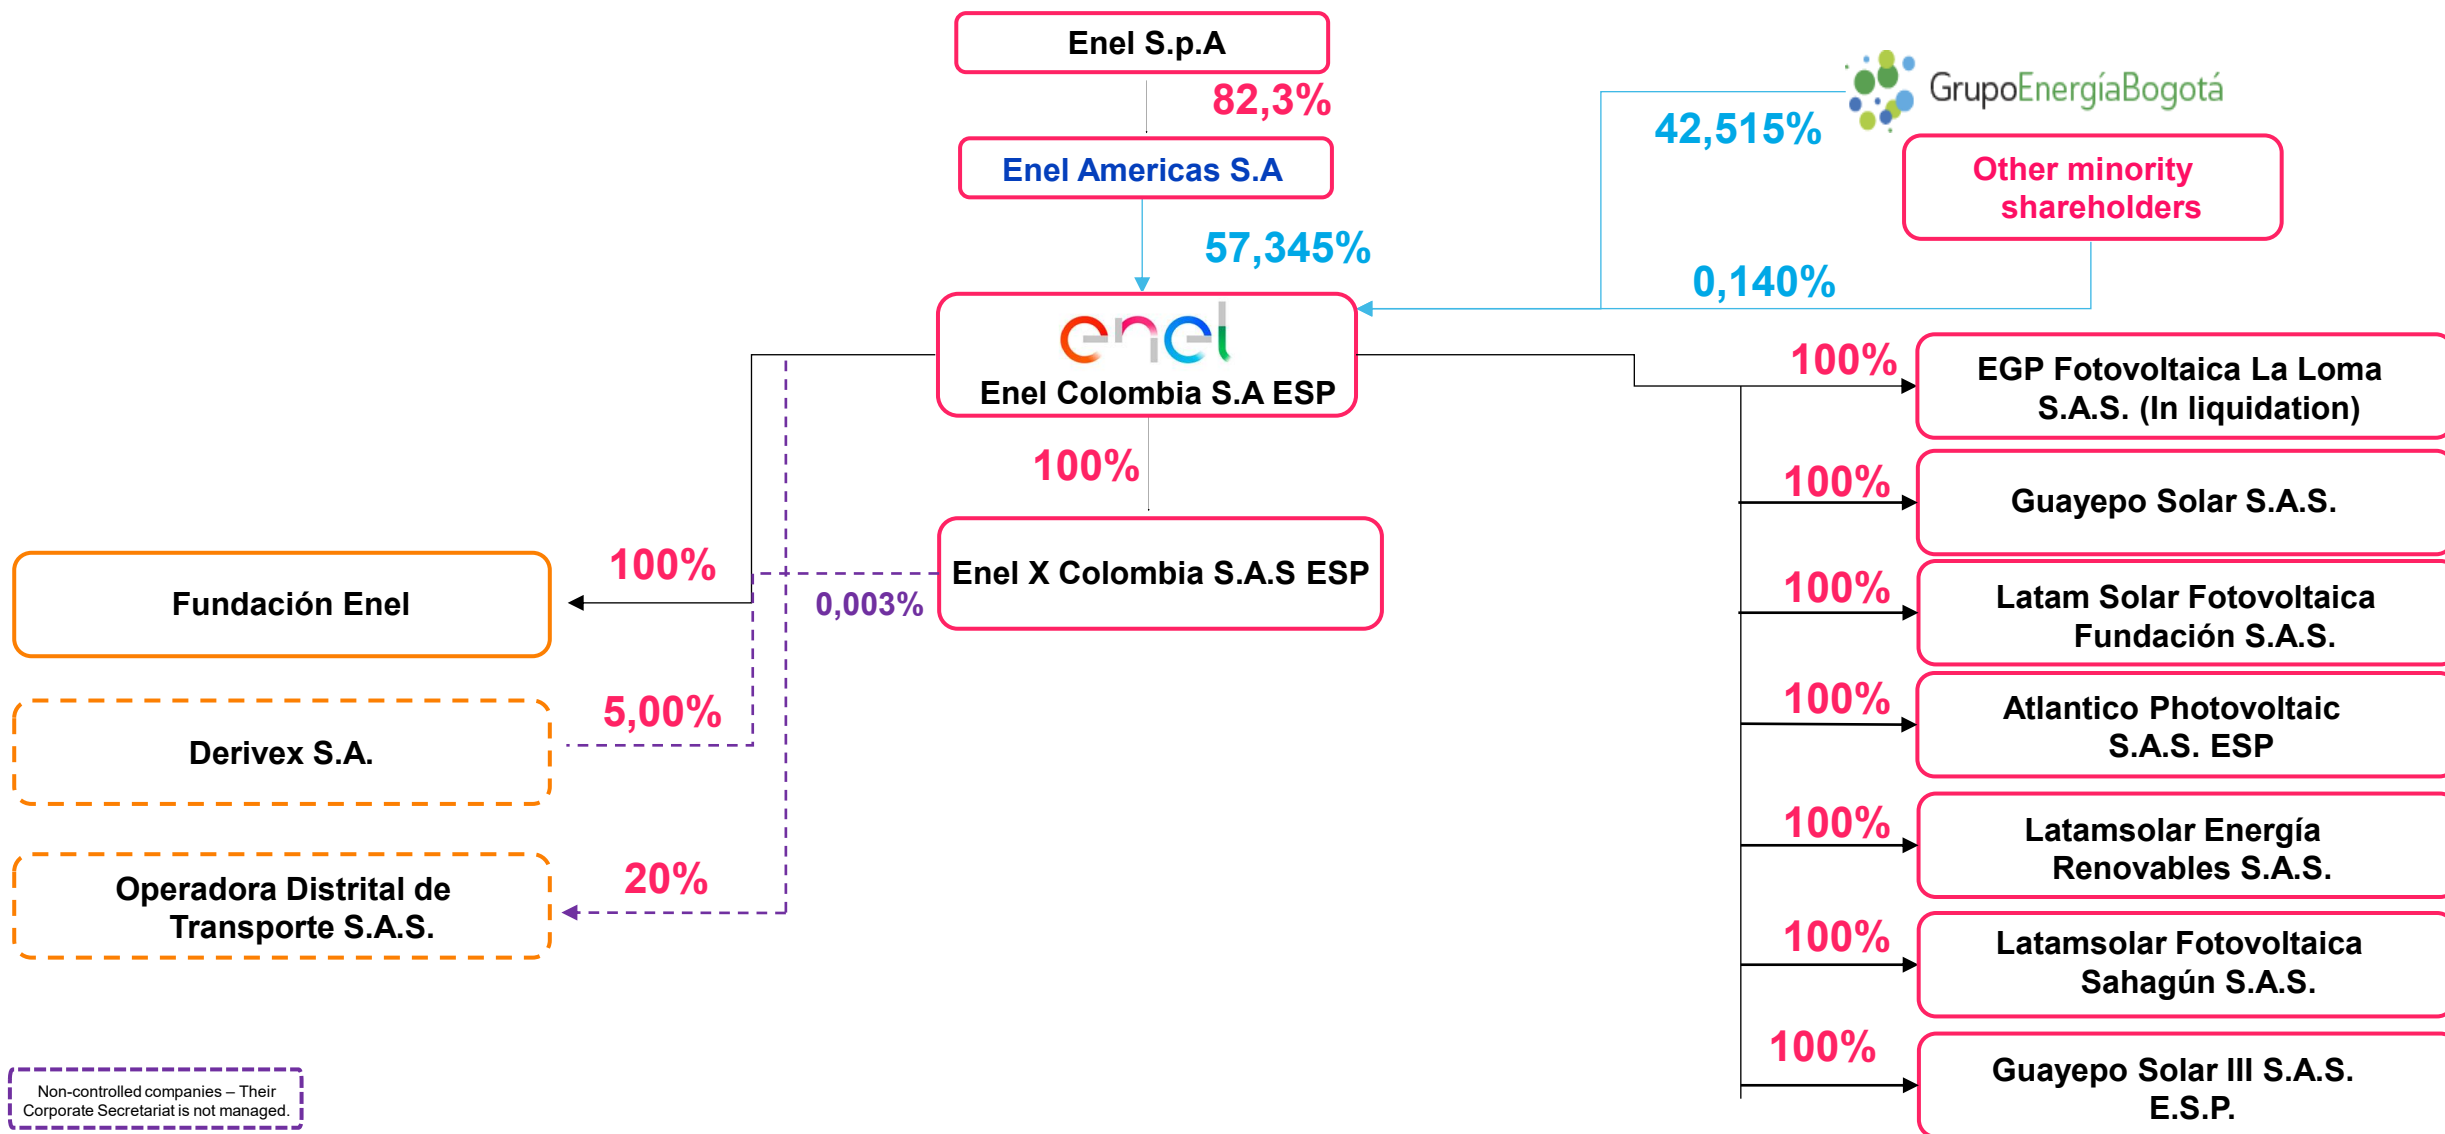 Enel S.p.A
82,3%
GrupoEnergíaBogotá
42,515%
Enel Americas S.A
Other minority
shareholders
57,345%
0,140%
enel
Enel Colombia S.A ESP
100%
EGP Fotovoltaica La Loma
S.A.S. (In liquidation)
100%
100%
Guayepo Solar S.A.S.
Enel X Colombia S.A.S ESP
0,003%
100%
Fundación Enel
100%
Latam Solar Fotovoltaica
Fundación S.A.S.
5,00%
Derivex S.A.
100%
Atlantico Photovoltaic
S.A.S. ESP
100%
Latamsolar Energía
Renovables S.A.S.
20%
Operadora Distrital de
Transporte S.A.S.
100%
Latamsolar Fotovoltaica
Sahagún S.A.S.
100%
Guayepo Solar III S.A.S.
E.S.P.
Non-controlled companies – Their
Corporate Secretariat is not managed.